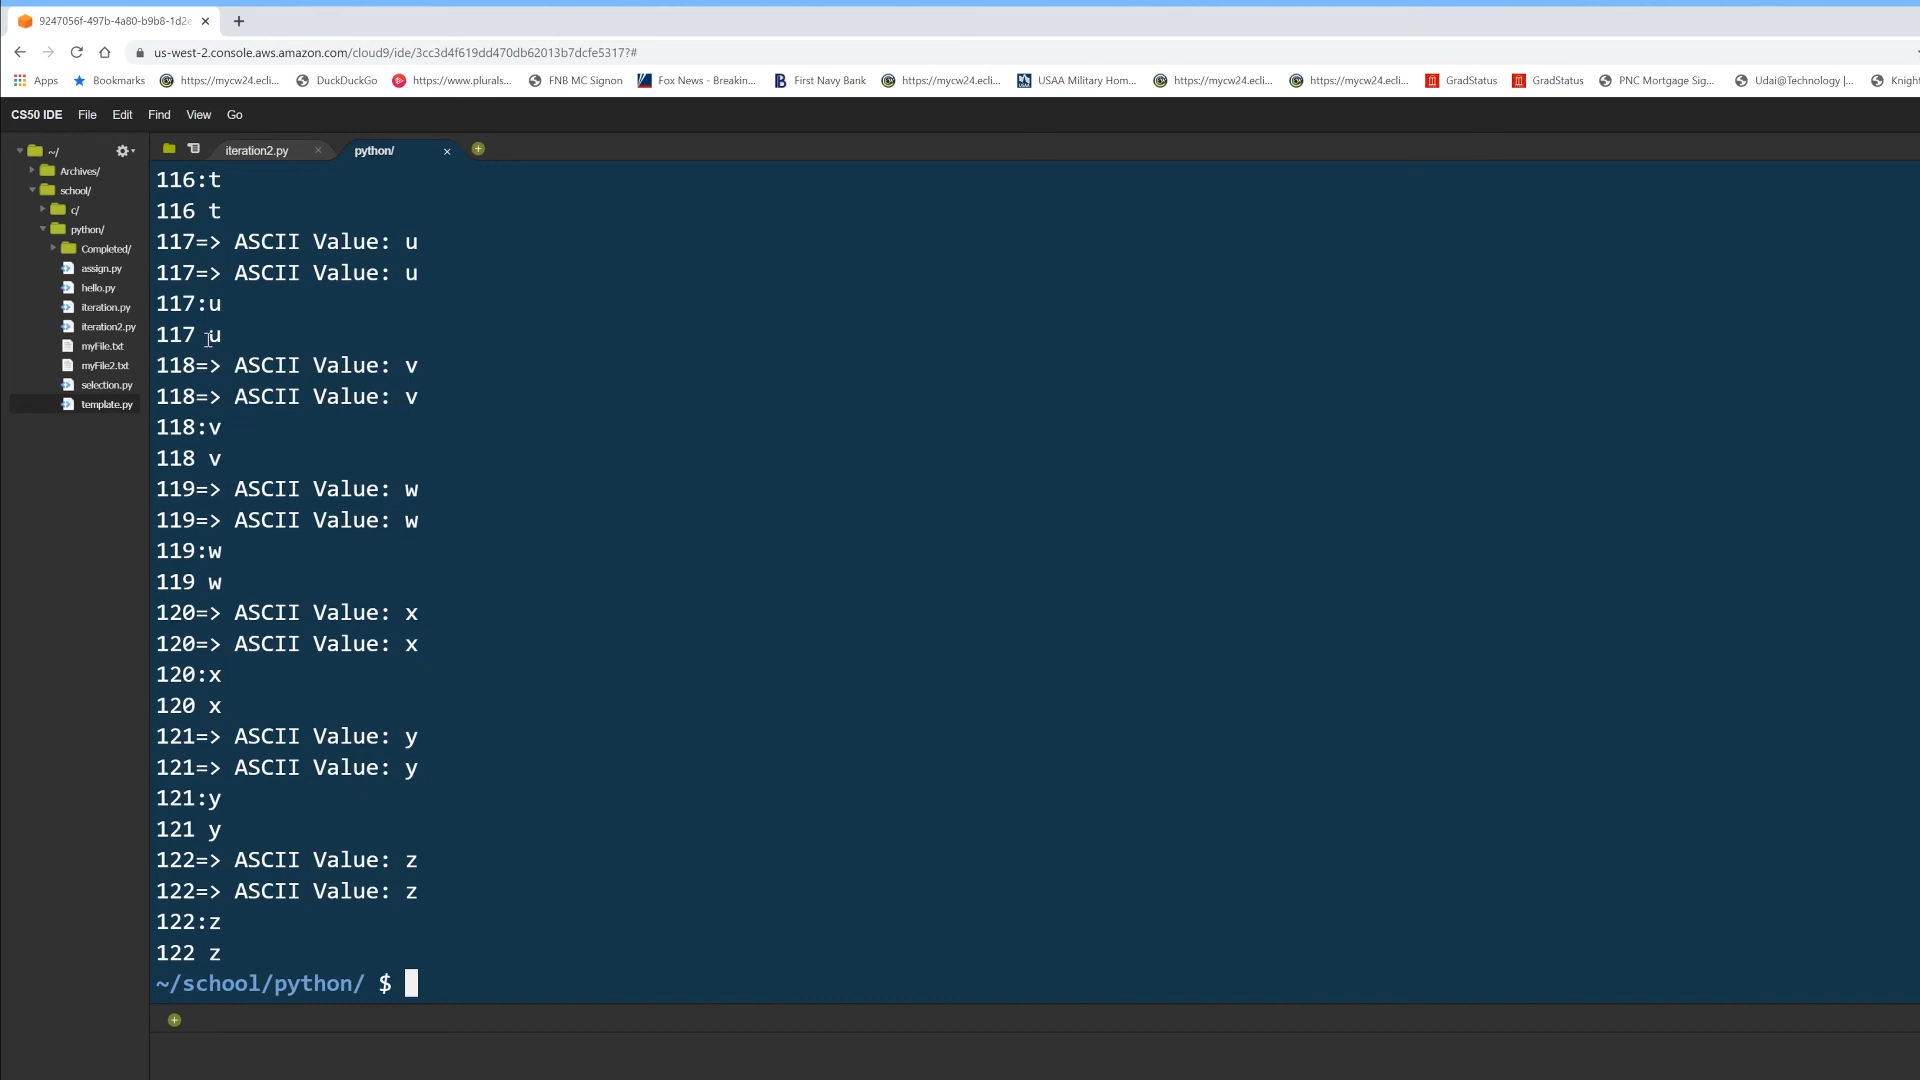 9247056f-497b-4a80-b9b8-1d2e
us-west-2.console.aws.amazon.com/cloud9/ide/3cc3d4f619dd470db62013b7dcfe5317?#
Apps Bookmarks https://mycw24.ecli... DuckDuckGo https://www.plurals... FNB MC Signon Fox News - Breakin... First Navy Bank https://mycw24.ecli... USAA Military Hom... https://mycw24.ecli... https://mycw24.ecli... GradStatus GradStatus PNC Mortgage Sig... Udai@Technology |... Knigh
CS50 IDE File Edit Find View Go
~/
Archives/
school/
c/
python/
Completed/
assign.py
hello.py
iteration.py
iteration2.py
myFile.txt
myFile2.txt
selection.py
template.py
iteration2.py python/
116:t
116 t
117=> ASCII Value: u
117=> ASCII Value: u
117:u
117 u
118=> ASCII Value: v
118=> ASCII Value: v
118:v
118 v
119=> ASCII Value: w
119=> ASCII Value: w
119:w
119 w
120=> ASCII Value: x
120=> ASCII Value: x
120:x
120 x
121=> ASCII Value: y
121=> ASCII Value: y
121:y
121 y
122=> ASCII Value: z
122=> ASCII Value: z
122:z
122 z
~/school/python/ $